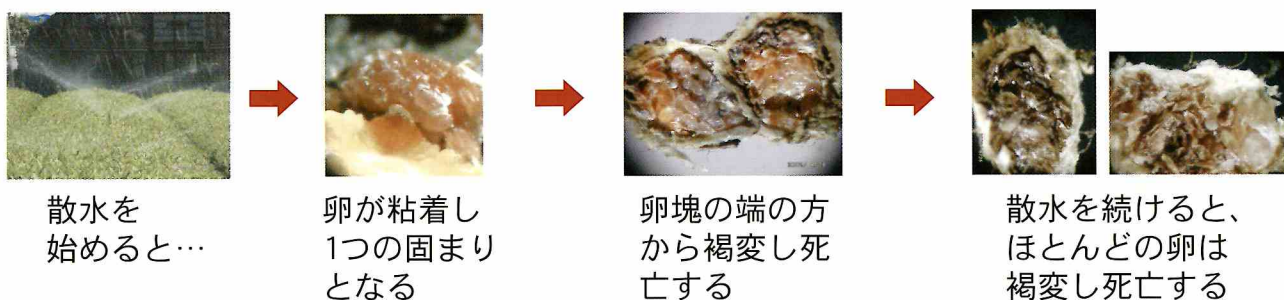 散水を
始めると…
卵が粘着し
1つの固まり
となる
卵塊の端の方
から褐変し死
亡する
散水を続けると、
ほとんどの卵は
褐変し死亡する